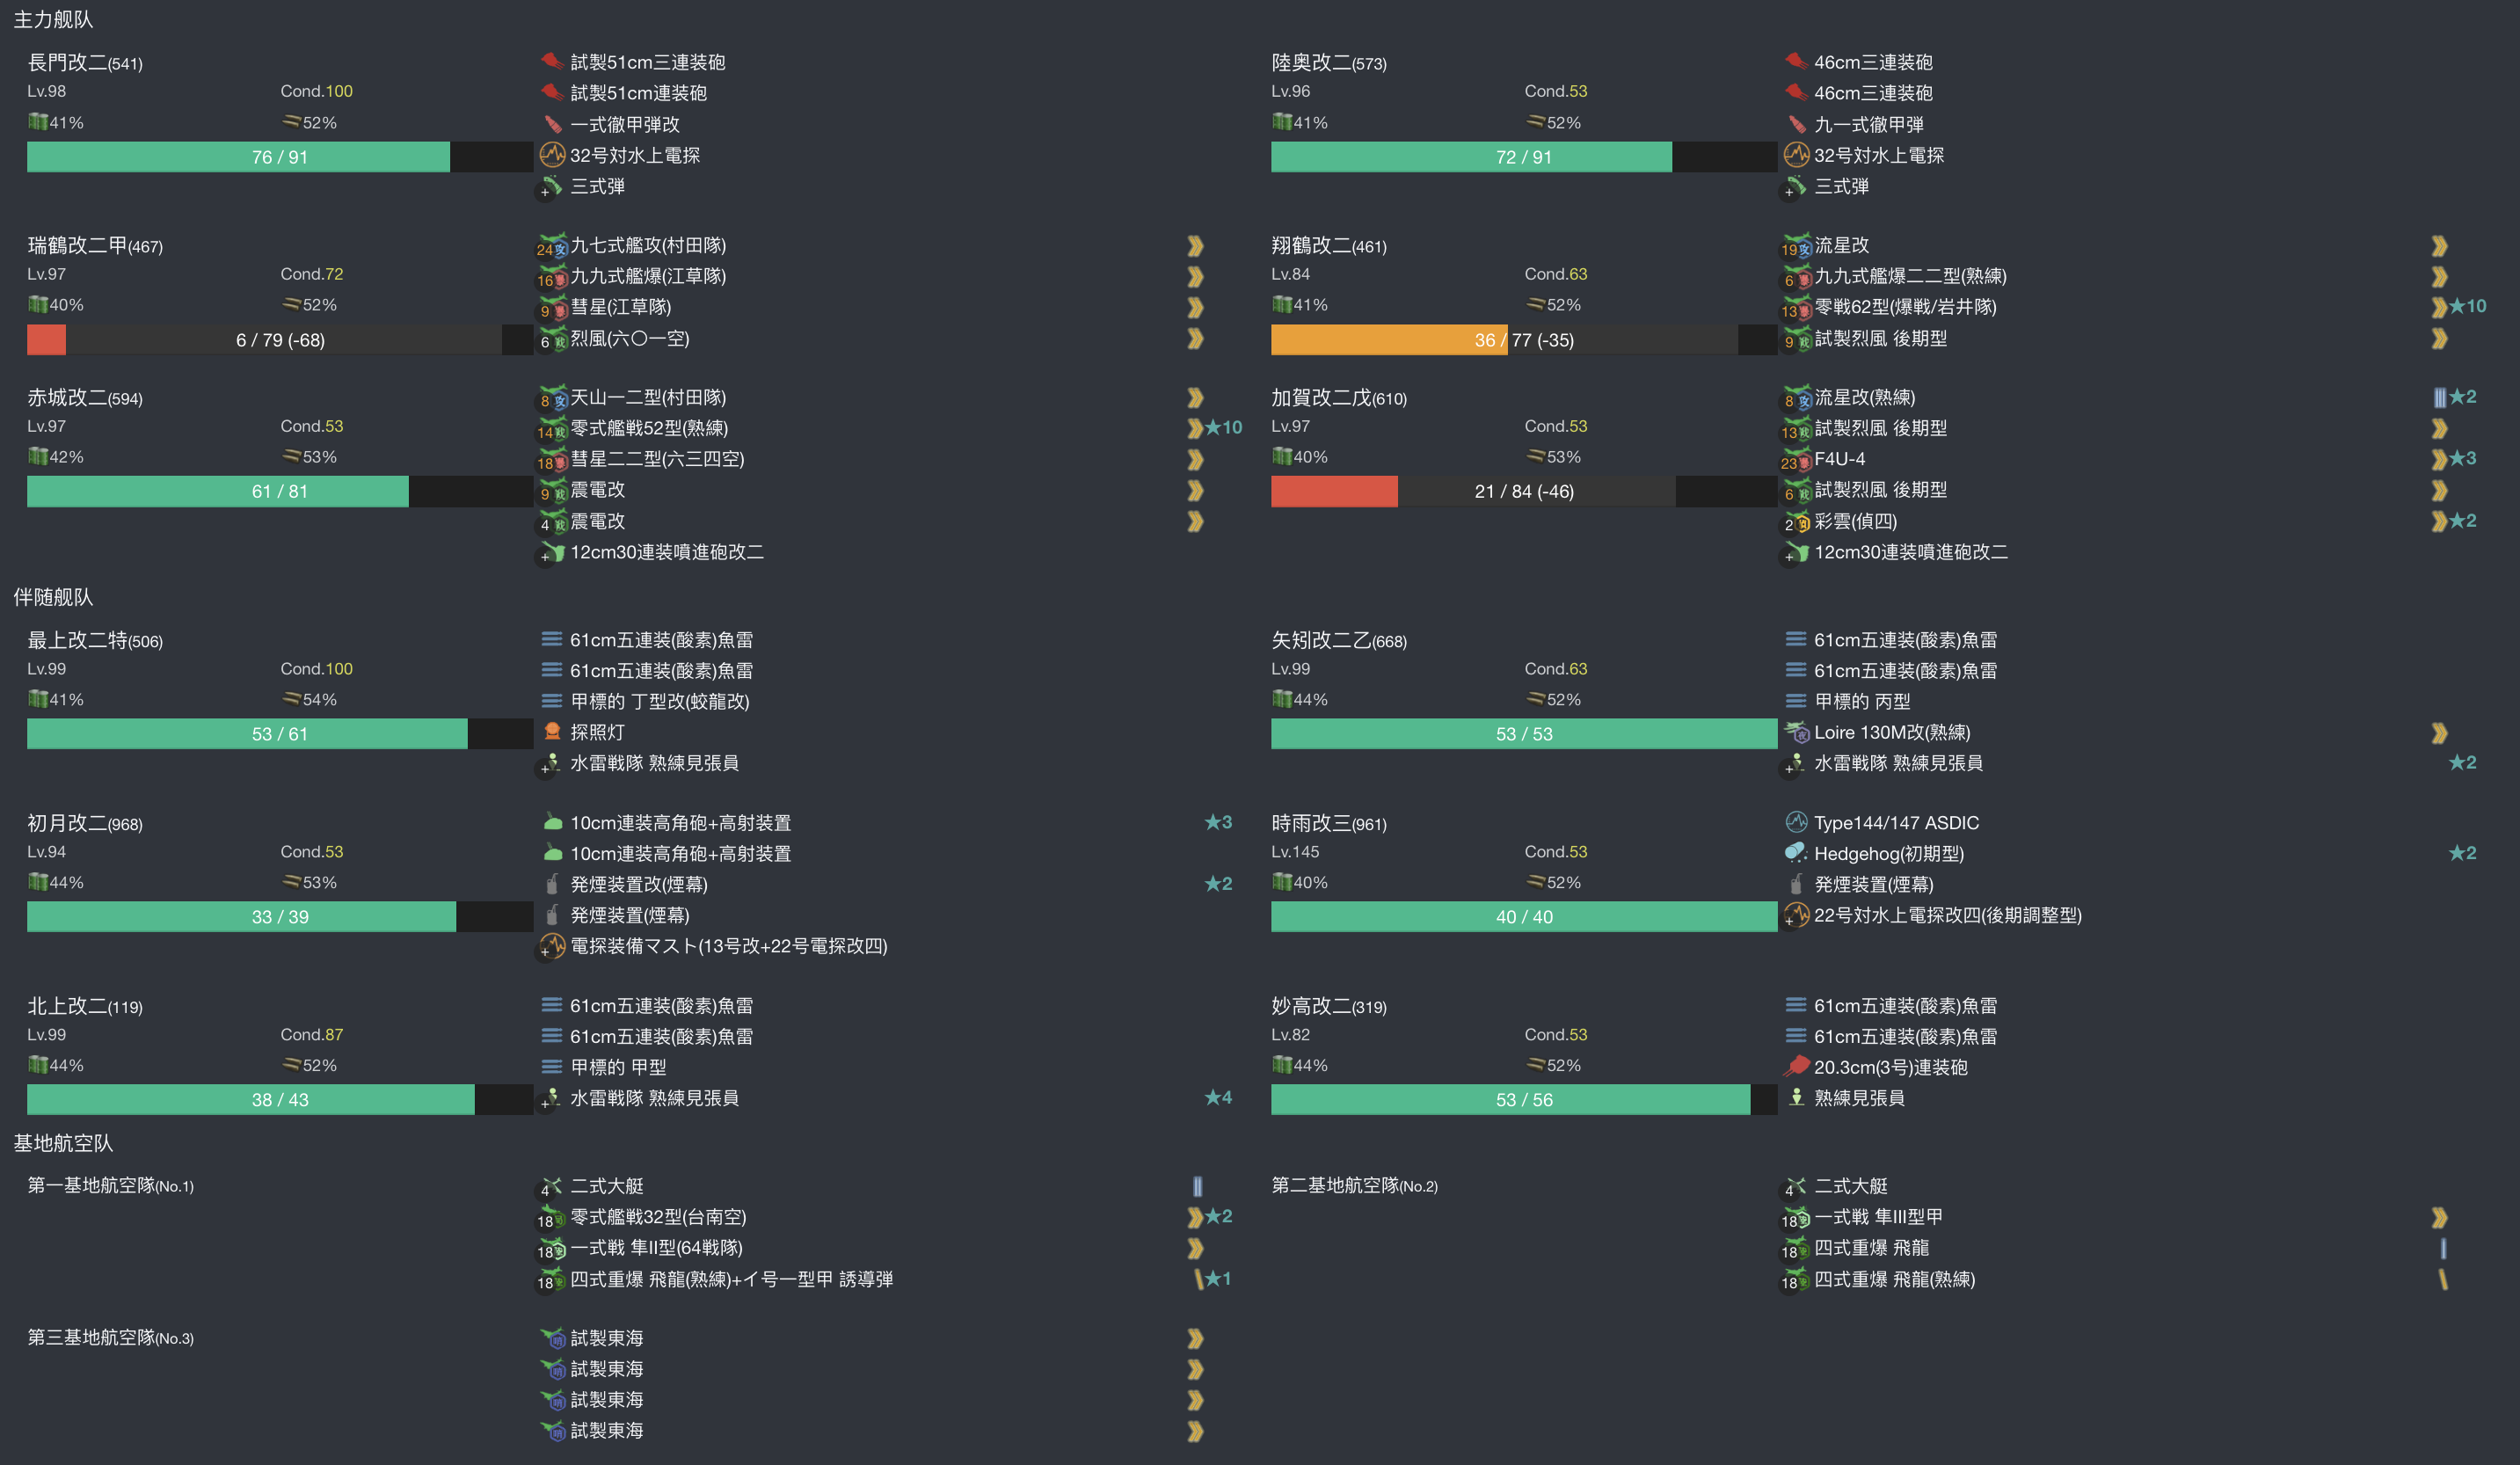 主力舰队
長門改二(541)
Lv.98 Cond.100
41% 52%
76 / 91
試製51cm三連装砲
試製51cm連装砲
一式徹甲弾改
32号対水上電探
+ 三式弾
陸奥改二(573)
Lv.96 Cond.53
41% 52%
72 / 91
46cm三連装砲
46cm三連装砲
九一式徹甲弾
32号対水上電探
+ 三式弾
瑞鶴改二甲(467)
Lv.97 Cond.72
40% 52%
6 / 79 (-68)
24 攻 九七式艦攻(村田隊)
16 爆 九九式艦爆(江草隊)
9 爆 彗星(江草隊)
6 戦 烈風(六〇一空)
翔鶴改二(461)
Lv.84 Cond.63
41% 52%
36 / 77 (-35)
19 攻 流星改
6 爆 九九式艦爆二二型(熟練)
13 爆 零戦62型(爆戦/岩井隊) ★10
9 戦 試製烈風 後期型
赤城改二(594)
Lv.97 Cond.53
42% 53%
61 / 81
8 攻 天山一二型(村田隊)
14 戦 零式艦戦52型(熟練) ★10
18 爆 彗星二二型(六三四空)
9 戦 震電改
4 戦 震電改
+ 12cm30連装噴進砲改二
加賀改二戊(610)
Lv.97 Cond.53
40% 53%
21 / 84 (-46)
8 攻 流星改(熟練) ★2
13 戦 試製烈風 後期型
23 爆 F4U-4 ★3
6 戦 試製烈風 後期型
2 彩雲(偵四) ★2
+ 12cm30連装噴進砲改二
伴随舰队
最上改二特(506)
Lv.99 Cond.100
41% 54%
53 / 61
61cm五連装(酸素)魚雷
61cm五連装(酸素)魚雷
甲標的 丁型改(蛟龍改)
探照灯
+ 水雷戦隊 熟練見張員
矢矧改二乙(668)
Lv.99 Cond.63
44% 52%
53 / 53
61cm五連装(酸素)魚雷
61cm五連装(酸素)魚雷
甲標的 丙型
夜 Loire 130M改(熟練)
+ 水雷戦隊 熟練見張員 ★2
初月改二(968)
Lv.94 Cond.53
44% 53%
33 / 39
10cm連装高角砲+高射装置 ★3
10cm連装高角砲+高射装置
発煙装置改(煙幕) ★2
発煙装置(煙幕)
+ 電探装備マスト(13号改+22号電探改四)
時雨改三(961)
Lv.145 Cond.53
40% 52%
40 / 40
Type144/147 ASDIC
Hedgehog(初期型) ★2
発煙装置(煙幕)
+ 22号対水上電探改四(後期調整型)
北上改二(119)
Lv.99 Cond.87
44% 52%
38 / 43
61cm五連装(酸素)魚雷
61cm五連装(酸素)魚雷
甲標的 甲型
+ 水雷戦隊 熟練見張員 ★4
妙高改二(319)
Lv.82 Cond.53
44% 52%
53 / 56
61cm五連装(酸素)魚雷
61cm五連装(酸素)魚雷
20.3cm(3号)連装砲
熟練見張員
基地航空队
第一基地航空隊(No.1)
4 二式大艇
18 零式艦戦32型(台南空) ★2
18 一式戦 隼II型(64戦隊)
18 四式重爆 飛龍(熟練)+イ号一型甲 誘導弾 ★1
第二基地航空隊(No.2)
4 二式大艇
18 一式戦 隼III型甲
18 四式重爆 飛龍
18 四式重爆 飛龍(熟練)
第三基地航空隊(No.3)
試製東海
試製東海
試製東海
試製東海